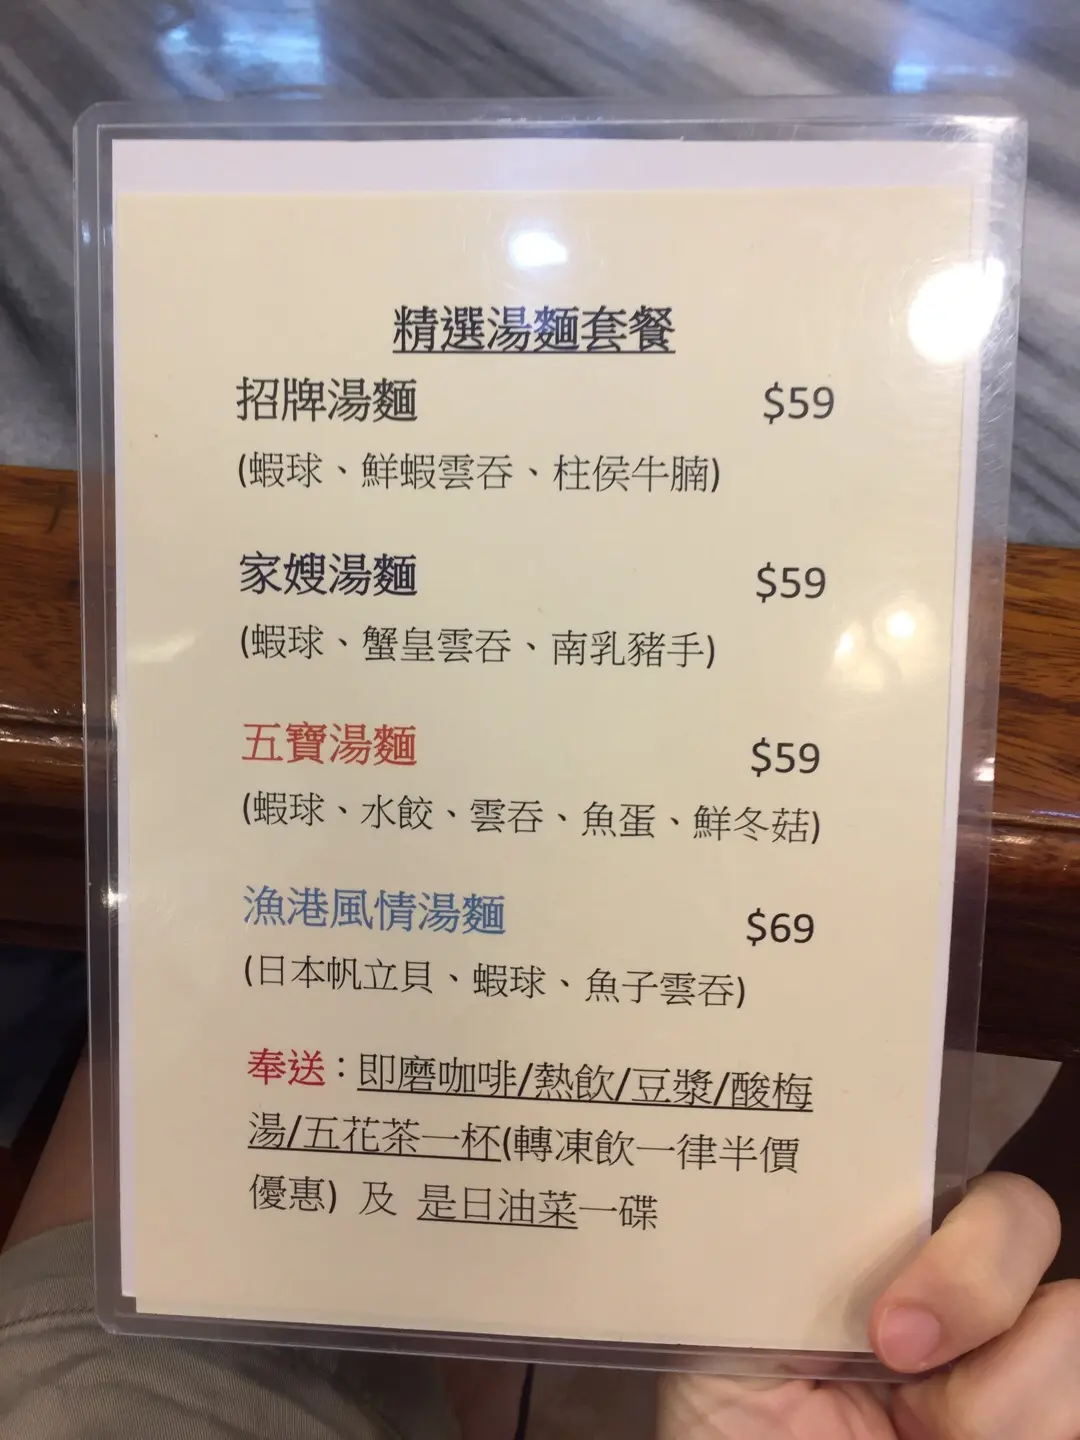 精選湯麵套餐
招牌湯麵 $59
(蝦球、鮮蝦雲吞、柱侯牛腩)
家嫂湯麵 $59
(蝦球、蟹皇雲吞、南乳豬手)
五寶湯麵 $59
(蝦球、水餃、雲吞、魚蛋、鮮冬菇)
漁港風情湯麵 $69
(日本帆立貝、蝦球、魚子雲吞)
奉送：即磨咖啡/熱飲/豆漿/酸梅
湯/五花茶一杯(轉凍飲一律半價
優惠) 及 是日油菜一碟